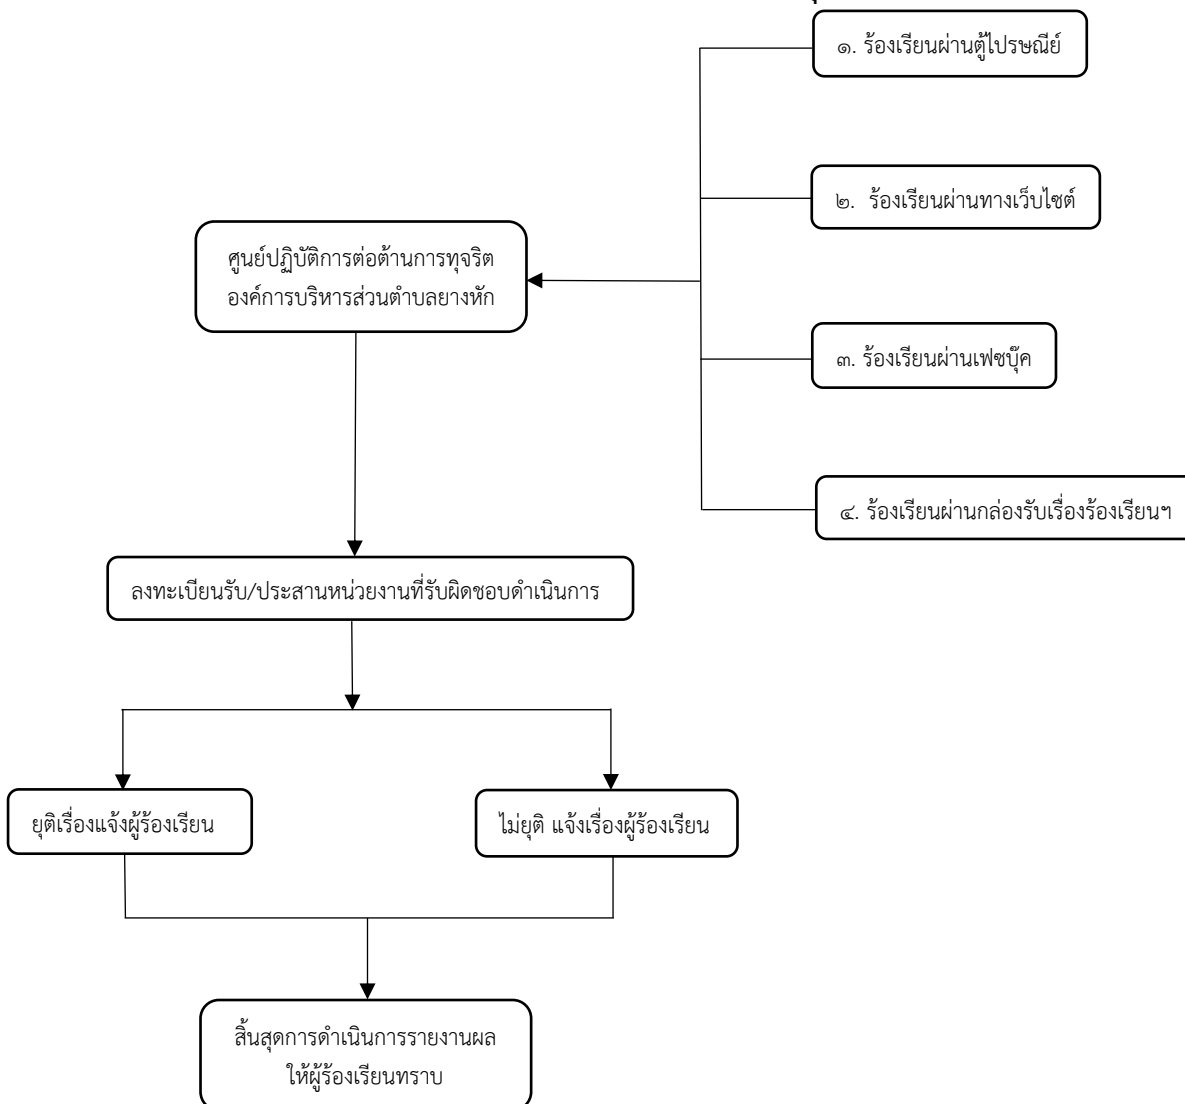 ๑. ร้องเรียนผ่านตู้ไปรษณีย์
๒. ร้องเรียนผ่านทางเว็บไซต์
ศูนย์ปฏิบัติการต่อต้านการทุจริต
องค์การบริหารส่วนตำบลยางหัก
๓. ร้องเรียนผ่านเฟซบุ๊ค
๔. ร้องเรียนผ่านกล่องรับเรื่องร้องเรียนฯ
ลงทะเบียนรับ/ประสานหน่วยงานที่รับผิดชอบดำเนินการ
ยุติเรื่องแจ้งผู้ร้องเรียน
ไม่ยุติ แจ้งเรื่องผู้ร้องเรียน
สิ้นสุดการดำเนินการรายงานผล
ให้ผู้ร้องเรียนทราบ